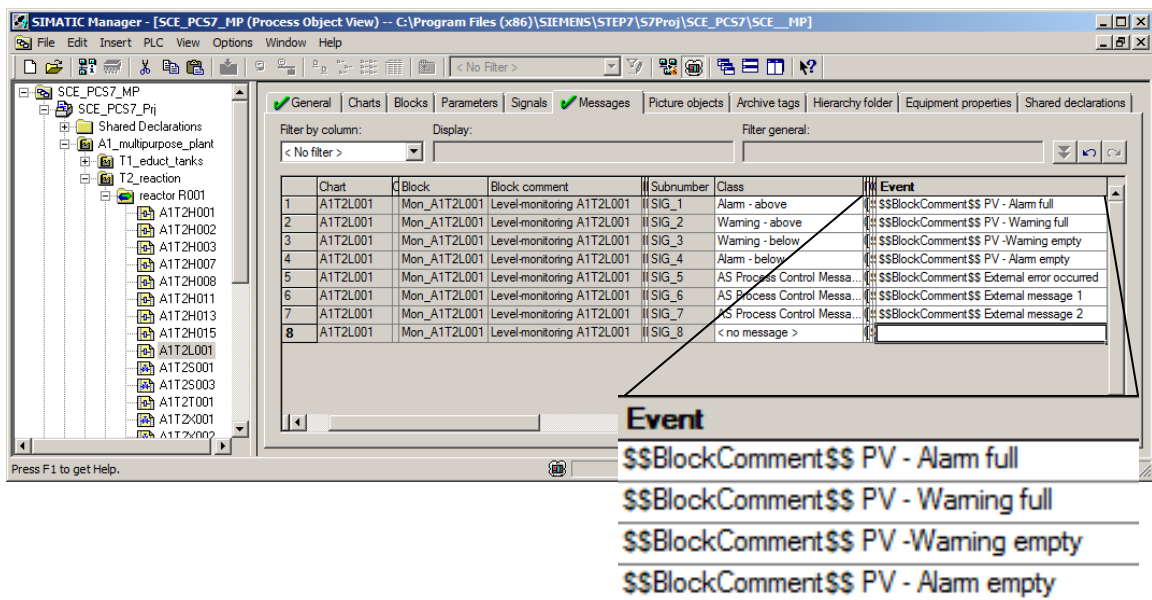 SIMATIC Manager - [SCE_PCS7_MP (Process Object View) -- C:\Program Files (x86)\SIEMENS\STEP7\S7Proj\SCE_PCS7\SCE__MP]
File Edit Insert PLC View Options Window Help
< No Filter >
SCE_PCS7_MP
SCE_PCS7_Prj
Shared Declarations
A1_multipurpose_plant
T1_educt_tanks
T2_reaction
reactor R001
A1T2H001
A1T2H002
A1T2H003
A1T2H007
A1T2H008
A1T2H011
A1T2H013
A1T2H015
A1T2L001
A1T2S001
A1T2S003
A1T2T001
A1T2X001
A1T2X002
General Charts Blocks Parameters Signals Messages Picture objects Archive tags Hierarchy folder Equipment properties Shared declarations
Filter by column: Display: Filter general:
< No filter >
Chart C Block Block comment Subnumber Class Event
1 A1T2L001 Mon_A1T2L001 Level-monitoring A1T2L001 SIG_1 Alarm - above $$BlockComment$$ PV - Alarm full
2 A1T2L001 Mon_A1T2L001 Level-monitoring A1T2L001 SIG_2 Warning - above $$BlockComment$$ PV - Warning full
3 A1T2L001 Mon_A1T2L001 Level-monitoring A1T2L001 SIG_3 Warning - below $$BlockComment$$ PV -Warning empty
4 A1T2L001 Mon_A1T2L001 Level-monitoring A1T2L001 SIG_4 Alarm - below $$BlockComment$$ PV - Alarm empty
5 A1T2L001 Mon_A1T2L001 Level-monitoring A1T2L001 SIG_5 AS Process Control Messa... $$BlockComment$$ External error occurred
6 A1T2L001 Mon_A1T2L001 Level-monitoring A1T2L001 SIG_6 AS Process Control Messa... $$BlockComment$$ External message 1
7 A1T2L001 Mon_A1T2L001 Level-monitoring A1T2L001 SIG_7 AS Process Control Messa... $$BlockComment$$ External message 2
8 A1T2L001 Mon_A1T2L001 Level-monitoring A1T2L001 SIG_8 < no message >
Press F1 to get Help.
Event
$$BlockComment$$ PV - Alarm full
$$BlockComment$$ PV - Warning full
$$BlockComment$$ PV -Warning empty
$$BlockComment$$ PV - Alarm empty